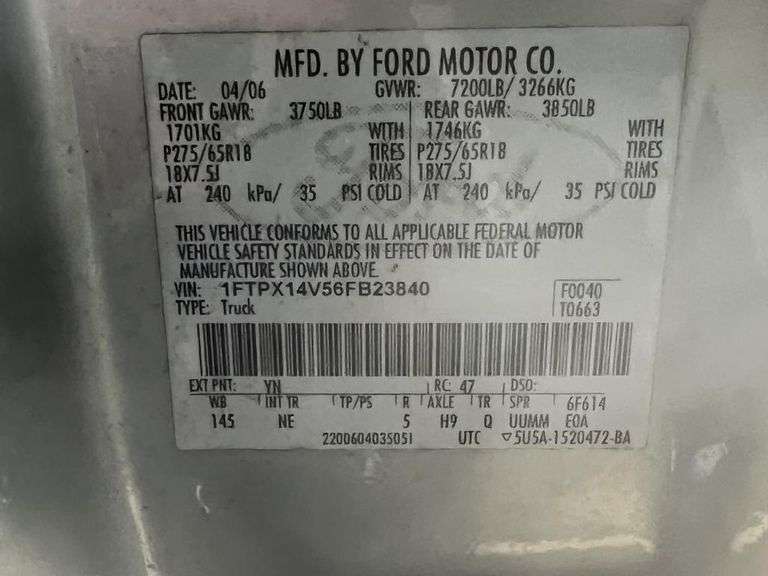 MFD. BY FORD MOTOR CO.
DATE: 04/06 GVWR: 7200LB/ 3266KG
FRONT GAWR: 3750LB REAR GAWR: 3850LB
1701KG WITH 1746KG WITH
P275/65R18 TIRES P275/65R18 TIRES
18X7.5J RIMS 18X7.5J RIMS
AT 240 kPa/ 35 PSI COLD AT 240 kPa/ 35 PSI COLD
THIS VEHICLE CONFORMS TO ALL APPLICABLE FEDERAL MOTOR
VEHICLE SAFETY STANDARDS IN EFFECT ON THE DATE OF
MANUFACTURE SHOWN ABOVE.
VIN: 1FTPX14V56FB23840 F0040
TYPE: Truck T0663
EXT PNT: YN RC: 47 DSO:
WB INT TR TP/PS R AXLE TR SPR 6F614
145 NE 5 H9 Q UUMM EQA
2200604035051 UTC ▽5U5A-1520472-BA